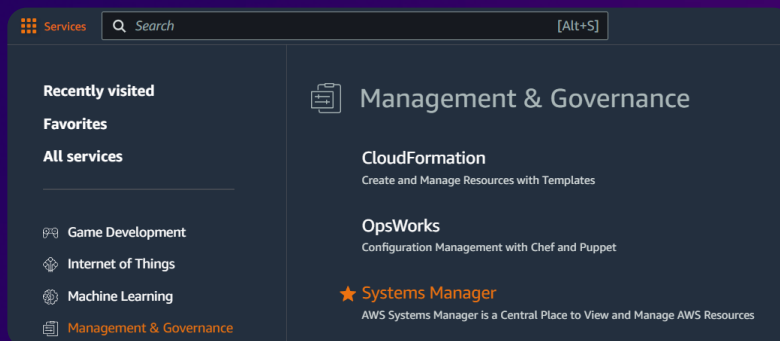 Services
Search [Alt+S]
Recently visited
Favorites
All services
Game Development
Internet of Things
Machine Learning
Management & Governance
Management & Governance
CloudFormation
Create and Manage Resources with Templates
OpsWorks
Configuration Management with Chef and Puppet
Systems Manager
AWS Systems Manager is a Central Place to View and Manage AWS Resources